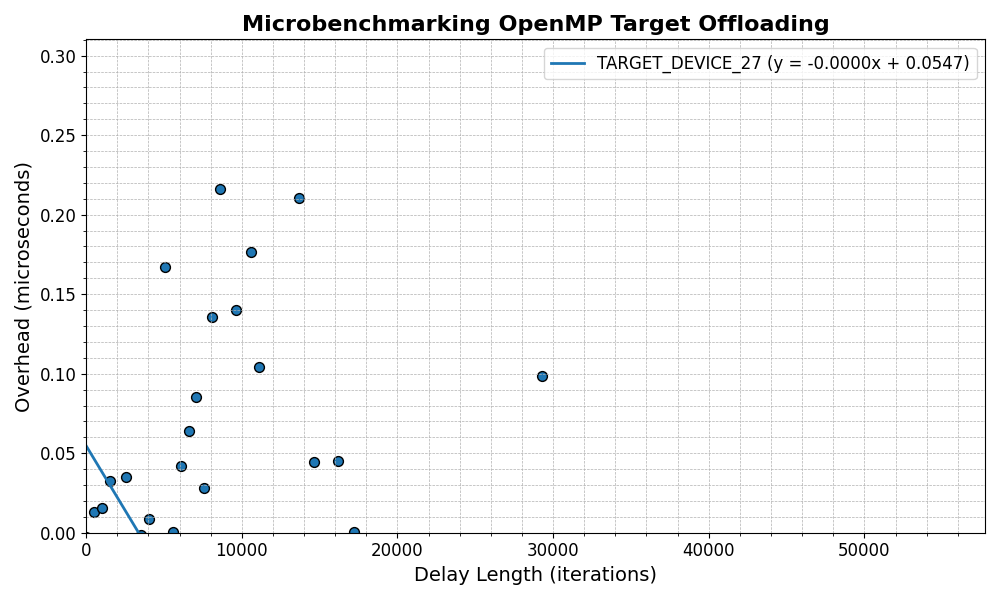 Microbenchmarking OpenMP Target Offloading
TARGET_DEVICE_27 (y = -0.0000x + 0.0547)
Overhead (microseconds)
0.30
0.25
0.20
0.15
0.10
0.05
0.00
0 10000 20000 30000 40000 50000
Delay Length (iterations)